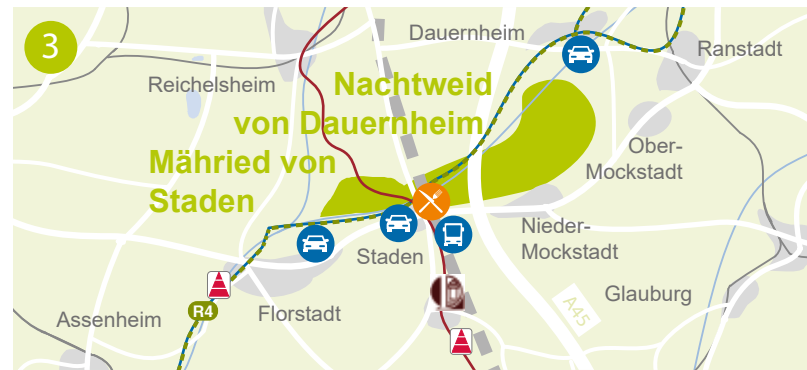 3
Dauernheim
Ranstadt
Reichelsheim
Nachtweid
von Dauernheim
Ober-
Mockstadt
Mähried von
Staden
Nieder-
Mockstadt
Staden
Glauburg
A45
R4
Florstadt
Assenheim